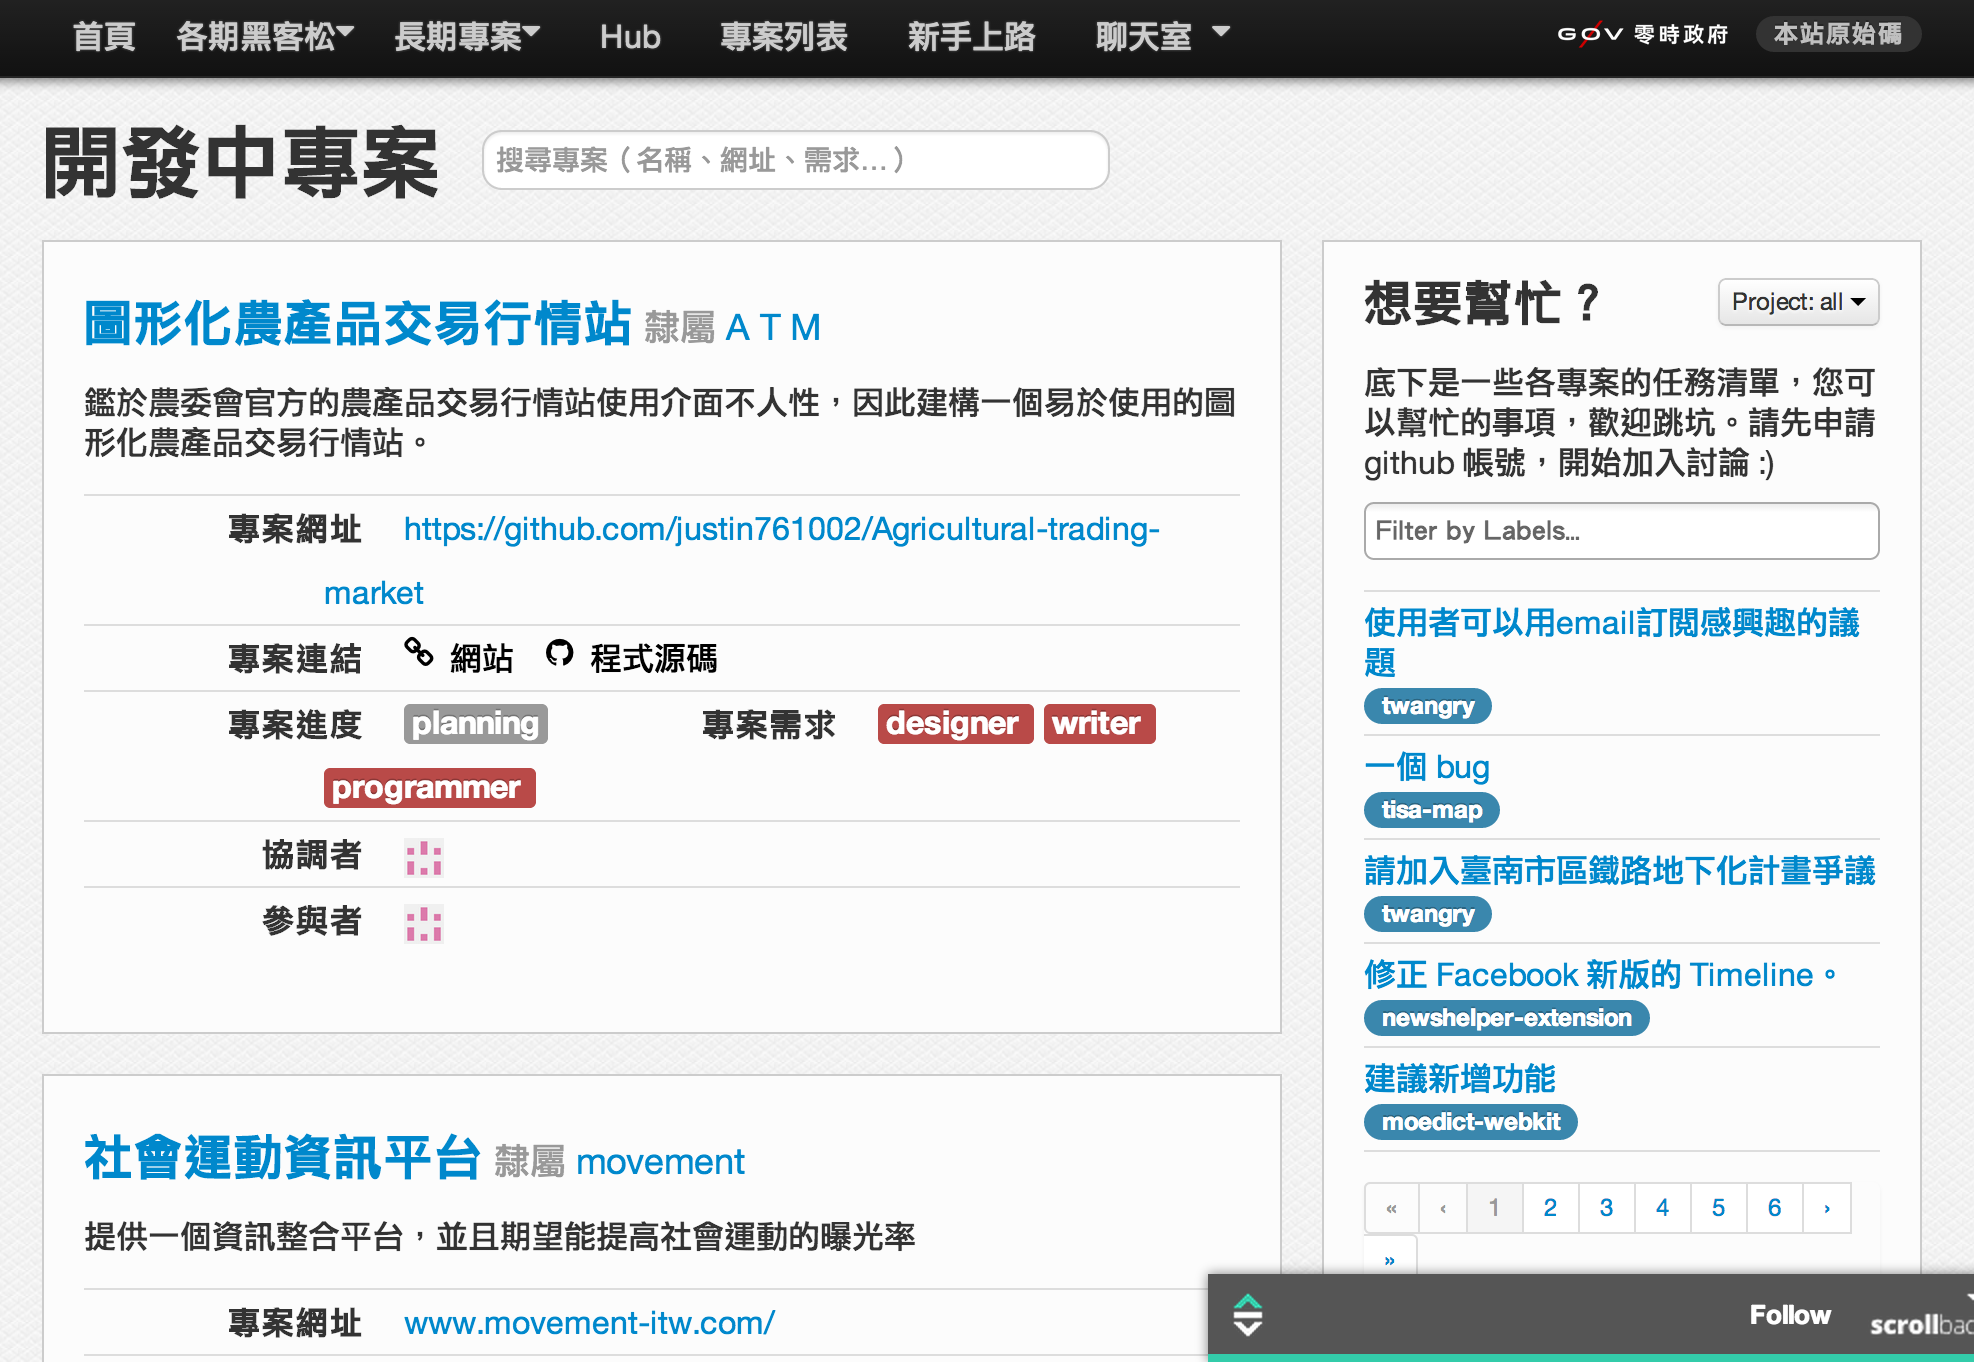 首頁 各期黑客松 長期專案 Hub 專案列表 新手上路 聊天室 G0V 零時政府 本站原始碼
開發中專案 搜尋專案（名稱、網址、需求...）
圖形化農產品交易行情站 隸屬 A T M
鑑於農委會官方的農產品交易行情站使用介面不人性，因此建構一個易於使用的圖
形化農產品交易行情站。
專案網址 https://github.com/justin761002/Agricultural-trading-
market
專案連結 網站 程式源碼
專案進度 planning 專案需求 designer writer
programmer
協調者
參與者
社會運動資訊平台 隸屬 movement
提供一個資訊整合平台，並且期望能提高社會運動的曝光率
專案網址 www.movement-itw.com/
想要幫忙？ Project: all
底下是一些各專案的任務清單，您可
以幫忙的事項，歡迎跳坑。請先申請
github 帳號，開始加入討論 :)
Filter by Labels...
使用者可以用email訂閱感興趣的議
題
twangry
一個 bug
tisa-map
請加入臺南市區鐵路地下化計畫爭議
twangry
修正 Facebook 新版的 Timeline。
newshelper-extension
建議新增功能
moedict-webkit
« ‹ 1 2 3 4 5 6 ›
»
Follow scrollbac